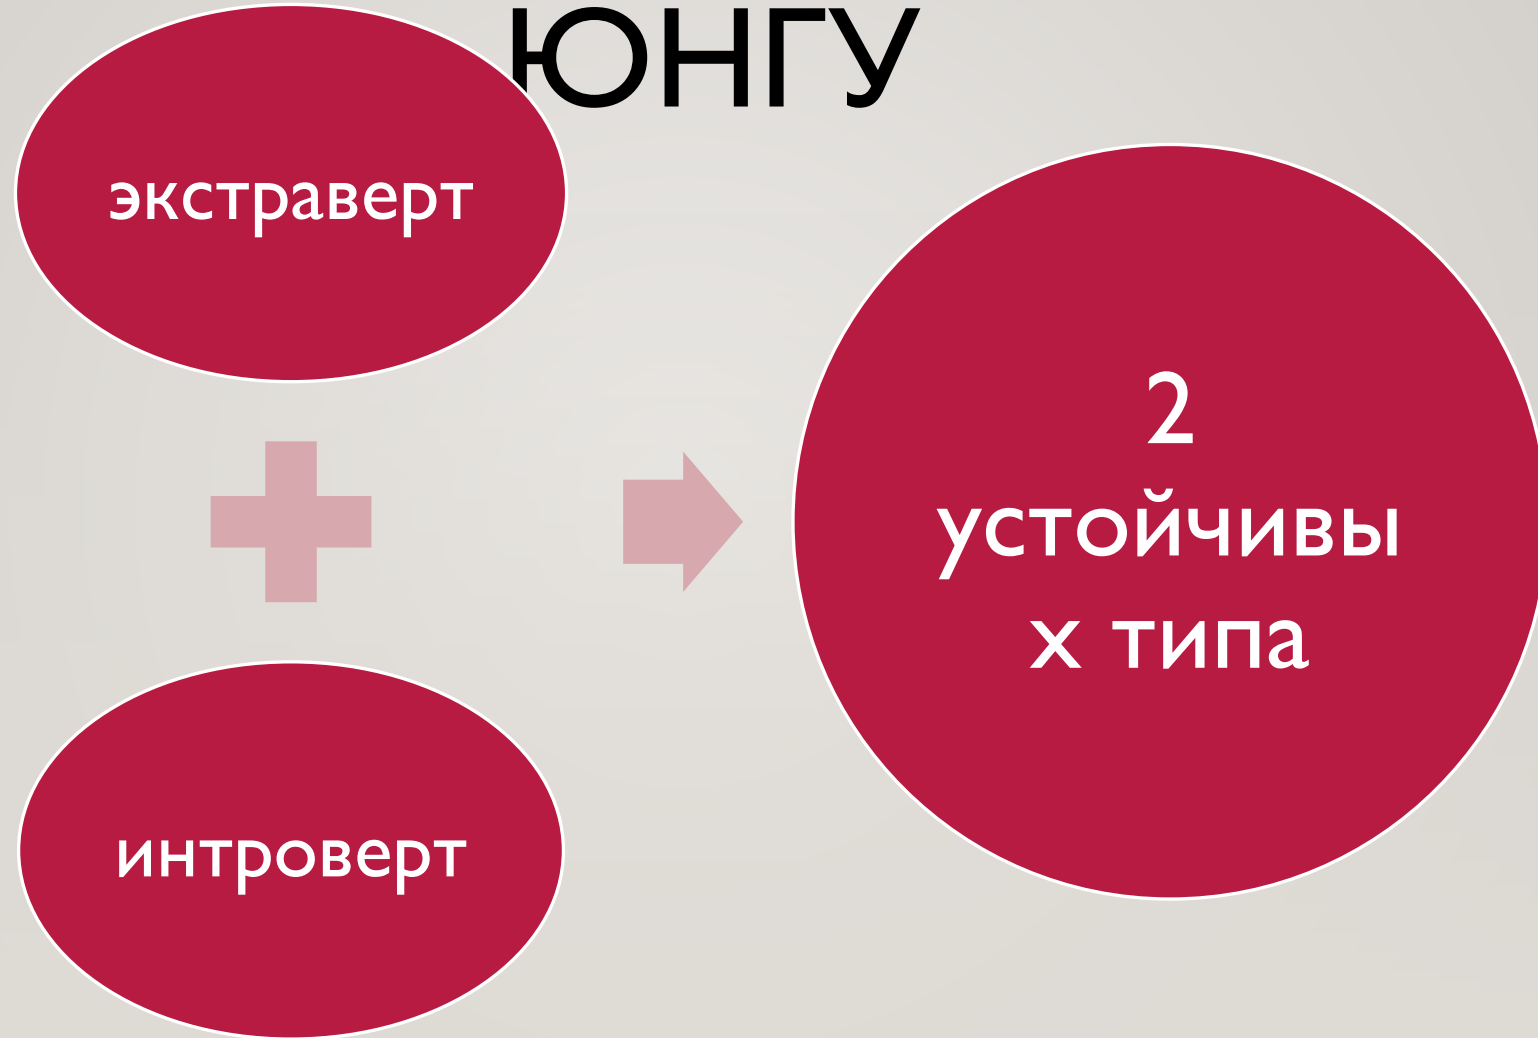 ЮНГУ
экстраверт
интроверт
2
устойчивы
х типа